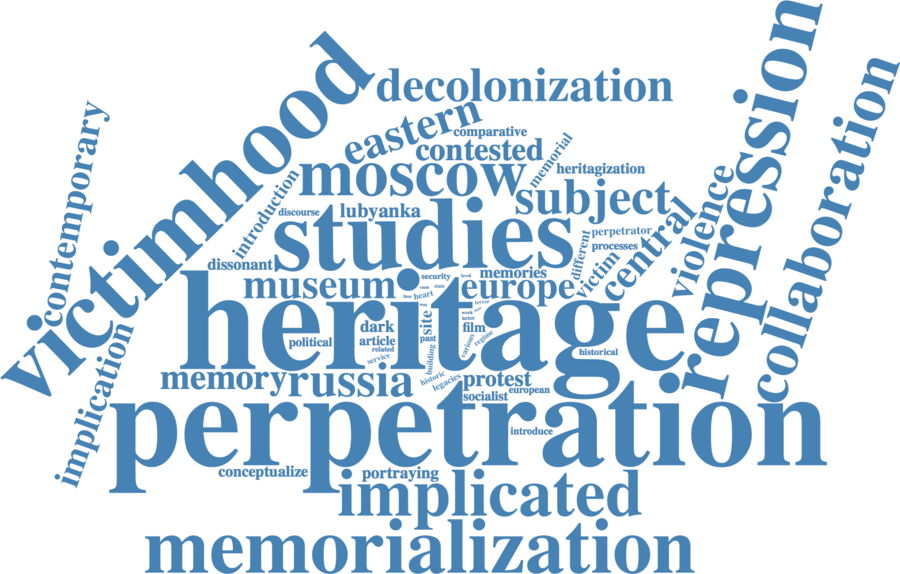 decolonization
eastern
comparative
contested
memorial
heritagization
moscow
subject
repression
collaboration
violence
victimhood
contemporary
introduction
discourse
lubyanka
studies
different
perpetrator
processes
victim
central
dissonant
museum
security
level
memories
europe
case
state
time
heart
way
terror
heritage
work
actor
film
site
past
dark
article
related
political
service
building
various
regime
historical
historic
legacies
memory
russia
protest
socialist
european
implication
perpetration
introduce
conceptualize
portraying
implicated
memorialization